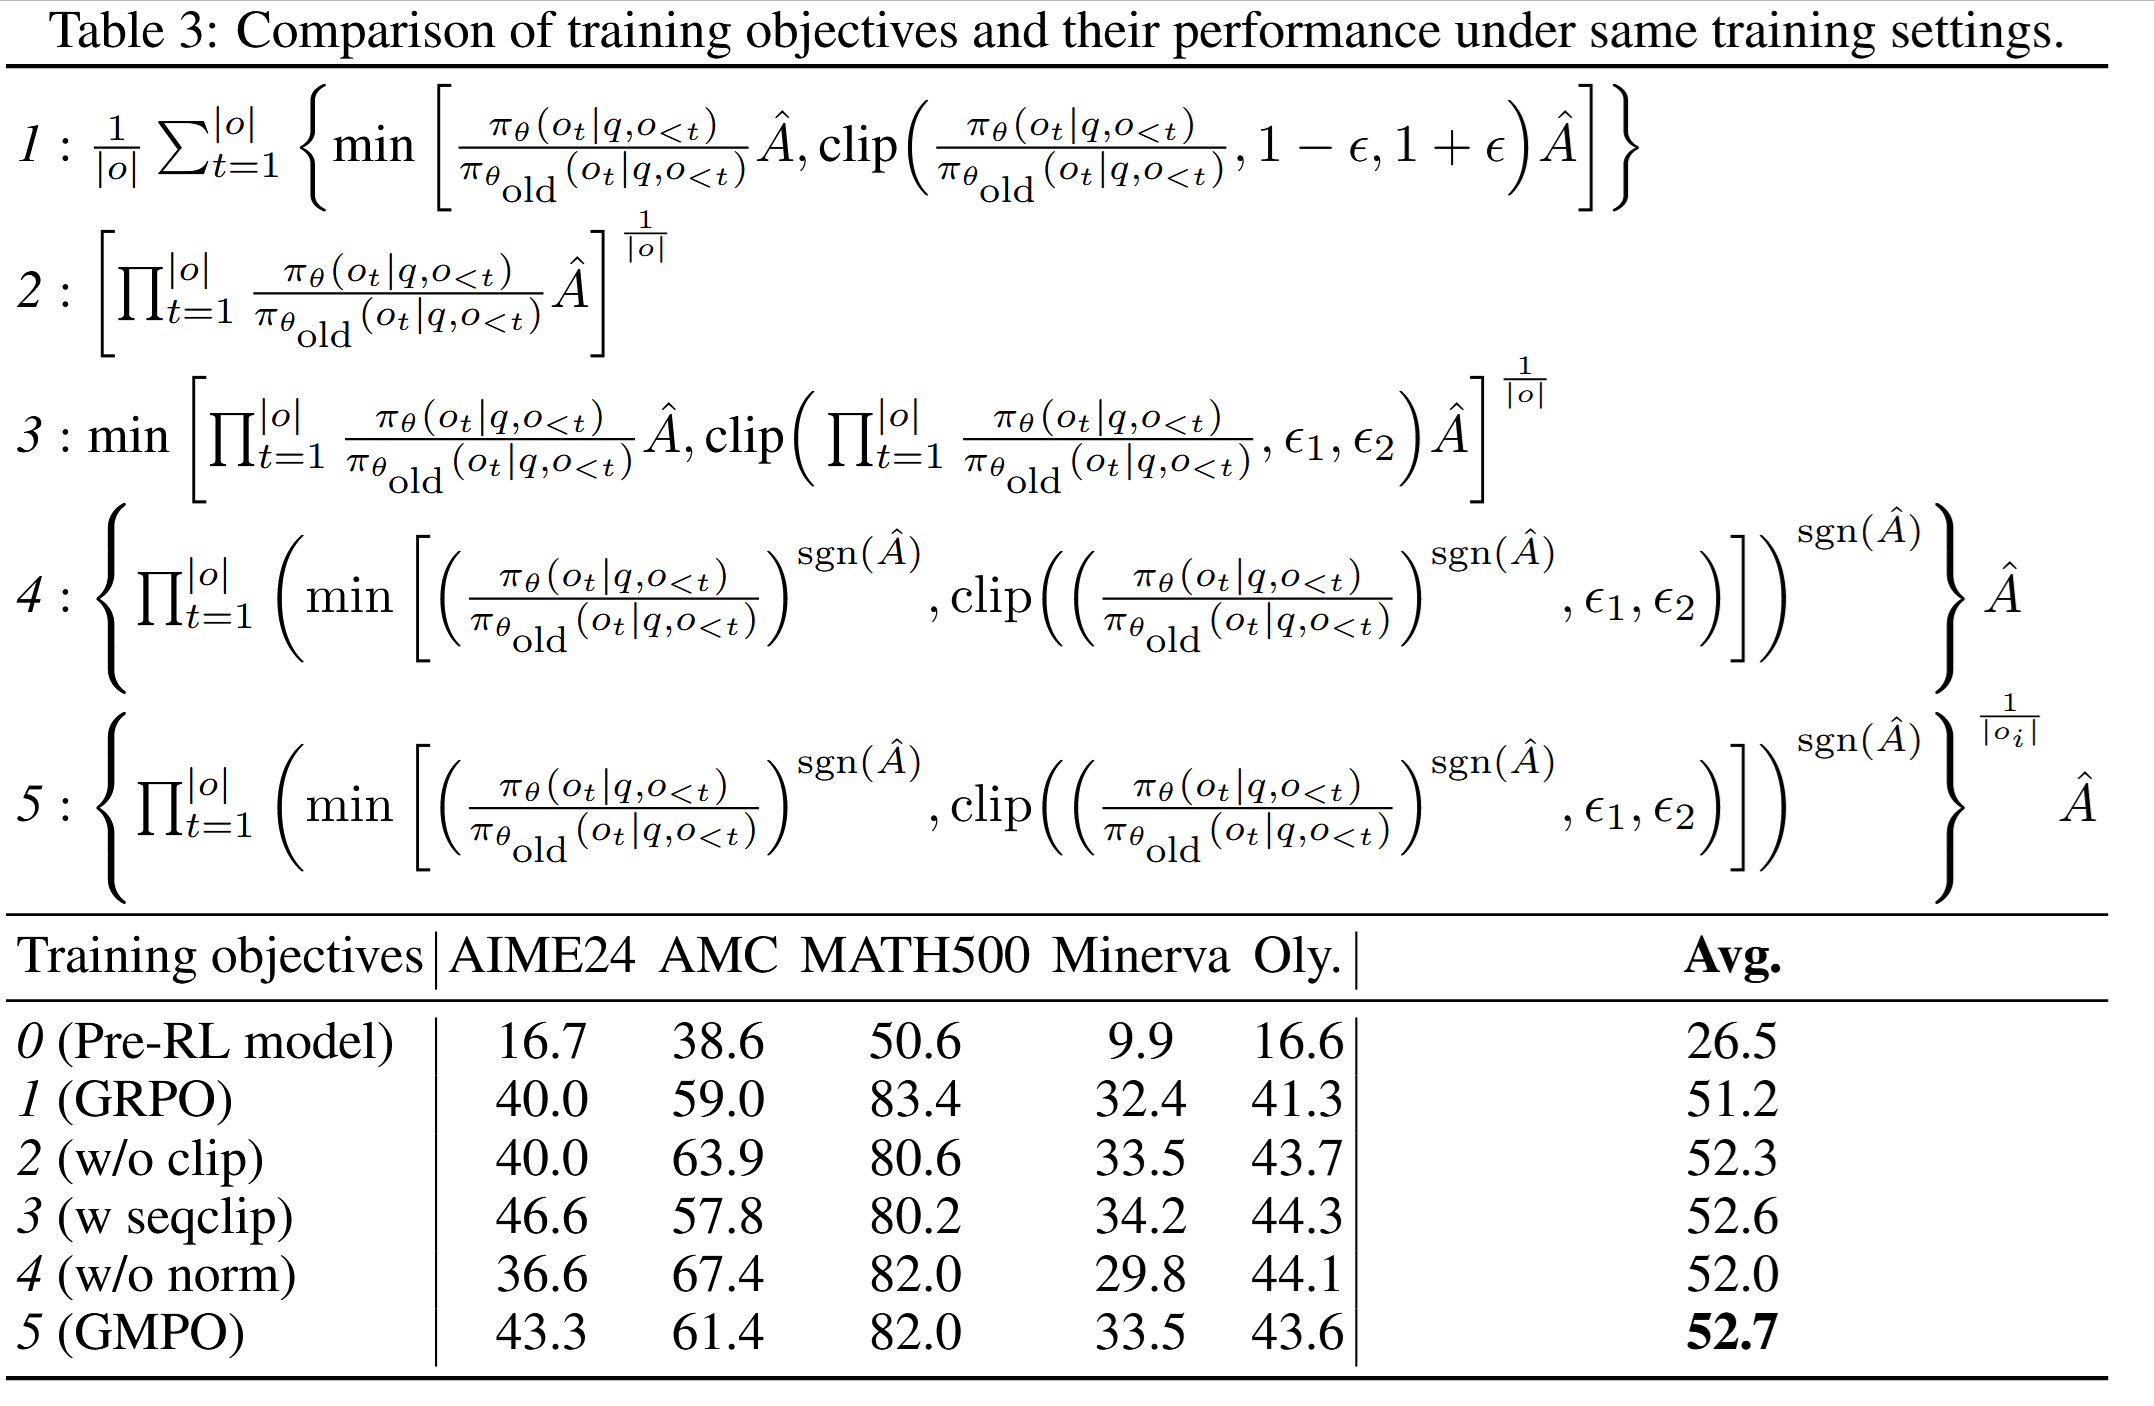 Table 3: Comparison of training objectives and their performance under same training settings.
1 : \frac{1}{|o|} \sum_{t=1}^{|o|} \left\{ \min \left[ \frac{\pi_\theta(o_t|q,o_{<t})}{\pi_{\theta_{\text{old}}}(o_t|q,o_{<t})} \hat{A}, \text{clip}\left( \frac{\pi_\theta(o_t|q,o_{<t})}{\pi_{\theta_{\text{old}}}(o_t|q,o_{<t})}, 1 - \epsilon, 1 + \epsilon \right) \hat{A} \right] \right\}
2 : \left[ \prod_{t=1}^{|o|} \frac{\pi_\theta(o_t|q,o_{<t})}{\pi_{\theta_{\text{old}}}(o_t|q,o_{<t})} \hat{A} \right]^{\frac{1}{|o|}}
3 : \min \left[ \prod_{t=1}^{|o|} \frac{\pi_\theta(o_t|q,o_{<t})}{\pi_{\theta_{\text{old}}}(o_t|q,o_{<t})} \hat{A}, \text{clip}\left( \prod_{t=1}^{|o|} \frac{\pi_\theta(o_t|q,o_{<t})}{\pi_{\theta_{\text{old}}}(o_t|q,o_{<t})}, \epsilon_1, \epsilon_2 \right) \hat{A} \right]^{\frac{1}{|o|}}
4 : \left\{ \prod_{t=1}^{|o|} \left( \min \left[ \left( \frac{\pi_\theta(o_t|q,o_{<t})}{\pi_{\theta_{\text{old}}}(o_t|q,o_{<t})} \right)^{\text{sgn}(\hat{A})}, \text{clip}\left( \left( \frac{\pi_\theta(o_t|q,o_{<t})}{\pi_{\theta_{\text{old}}}(o_t|q,o_{<t})} \right)^{\text{sgn}(\hat{A})}, \epsilon_1, \epsilon_2 \right) \right] \right)^{\text{sgn}(\hat{A})} \right\} \hat{A}
5 : \left\{ \prod_{t=1}^{|o|} \left( \min \left[ \left( \frac{\pi_\theta(o_t|q,o_{<t})}{\pi_{\theta_{\text{old}}}(o_t|q,o_{<t})} \right)^{\text{sgn}(\hat{A})}, \text{clip}\left( \left( \frac{\pi_\theta(o_t|q,o_{<t})}{\pi_{\theta_{\text{old}}}(o_t|q,o_{<t})} \right)^{\text{sgn}(\hat{A})}, \epsilon_1, \epsilon_2 \right) \right] \right)^{\text{sgn}(\hat{A})} \right\}^{\frac{1}{|o_i|}} \hat{A}
Training objectives AIME24 AMC MATH500 Minerva Oly. Avg.
0 (Pre-RL model) 16.7 38.6 50.6 9.9 16.6 26.5
1 (GRPO) 40.0 59.0 83.4 32.4 41.3 51.2
2 (w/o clip) 40.0 63.9 80.6 33.5 43.7 52.3
3 (w seqclip) 46.6 57.8 80.2 34.2 44.3 52.6
4 (w/o norm) 36.6 67.4 82.0 29.8 44.1 52.0
5 (GMPO) 43.3 61.4 82.0 33.5 43.6 52.7